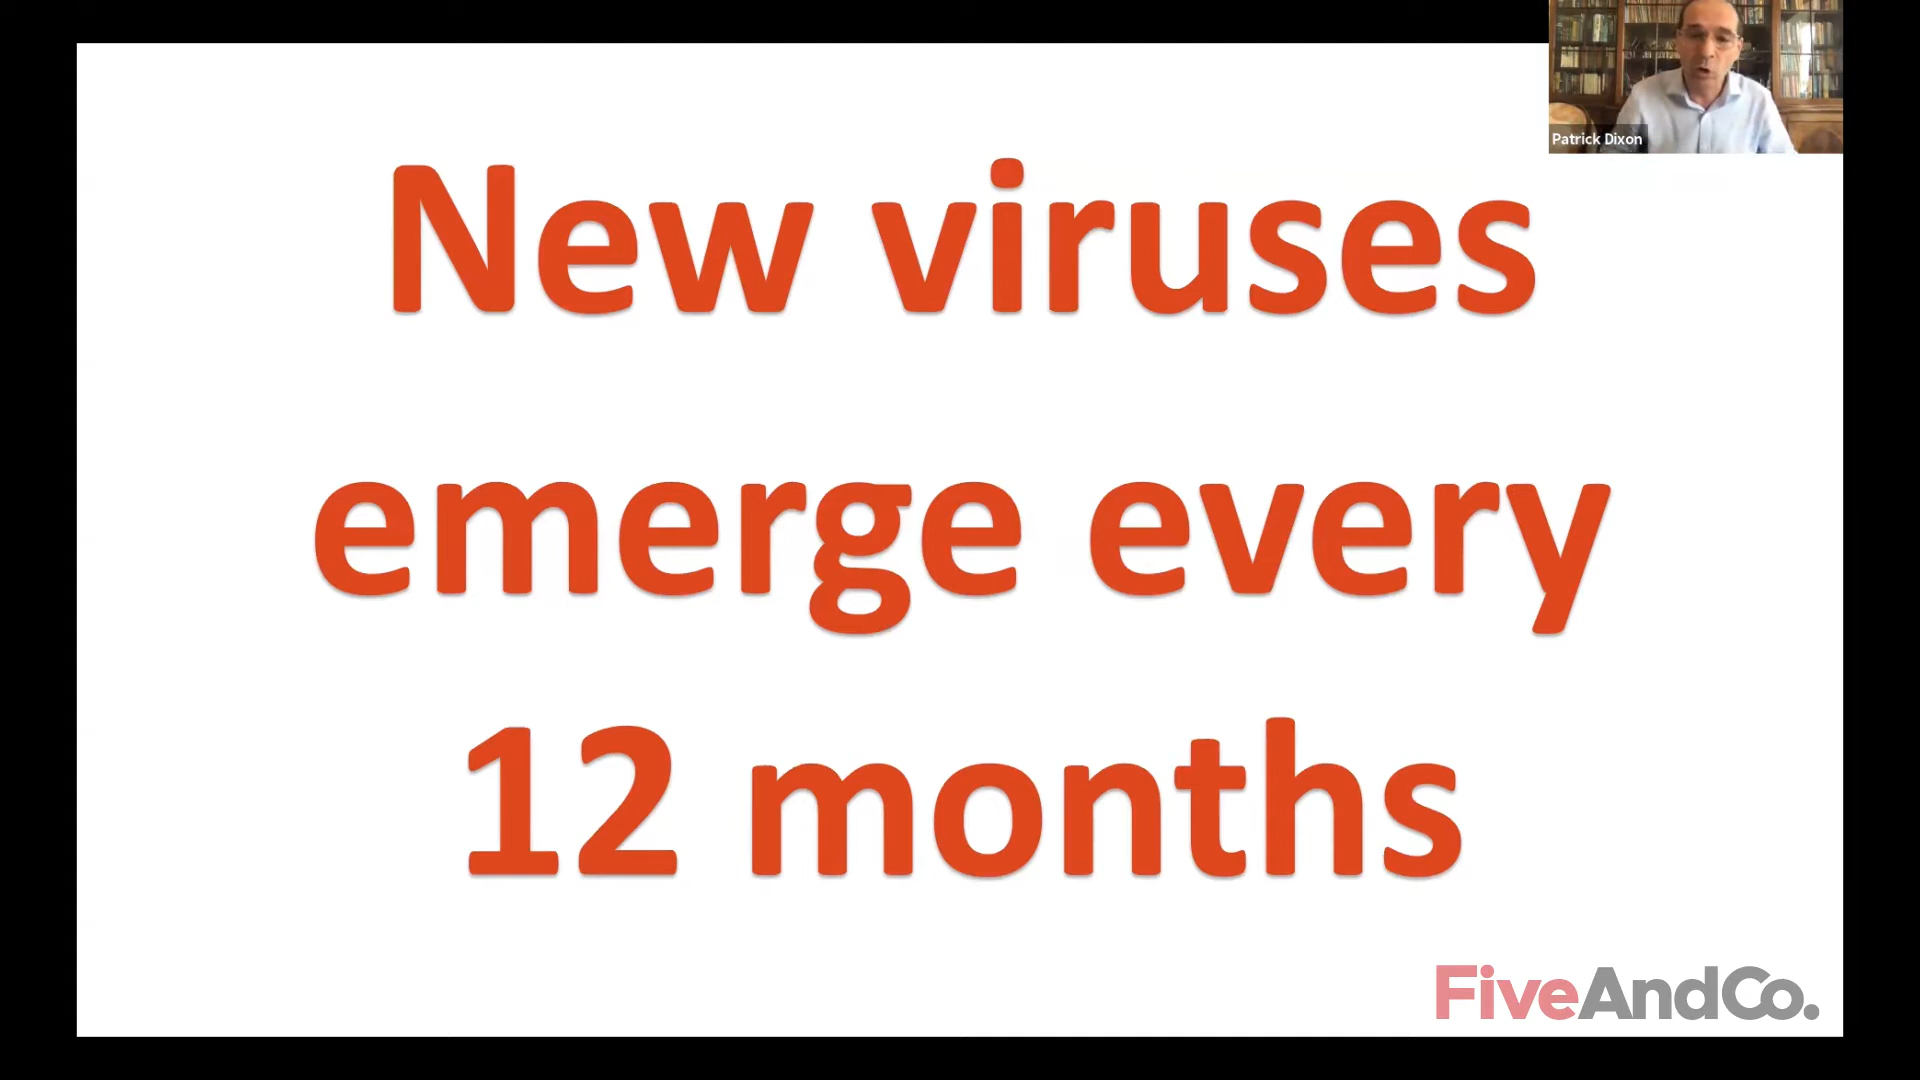 Patrick Dixon
New viruses
emerge every
12 months
FiveAndCo.